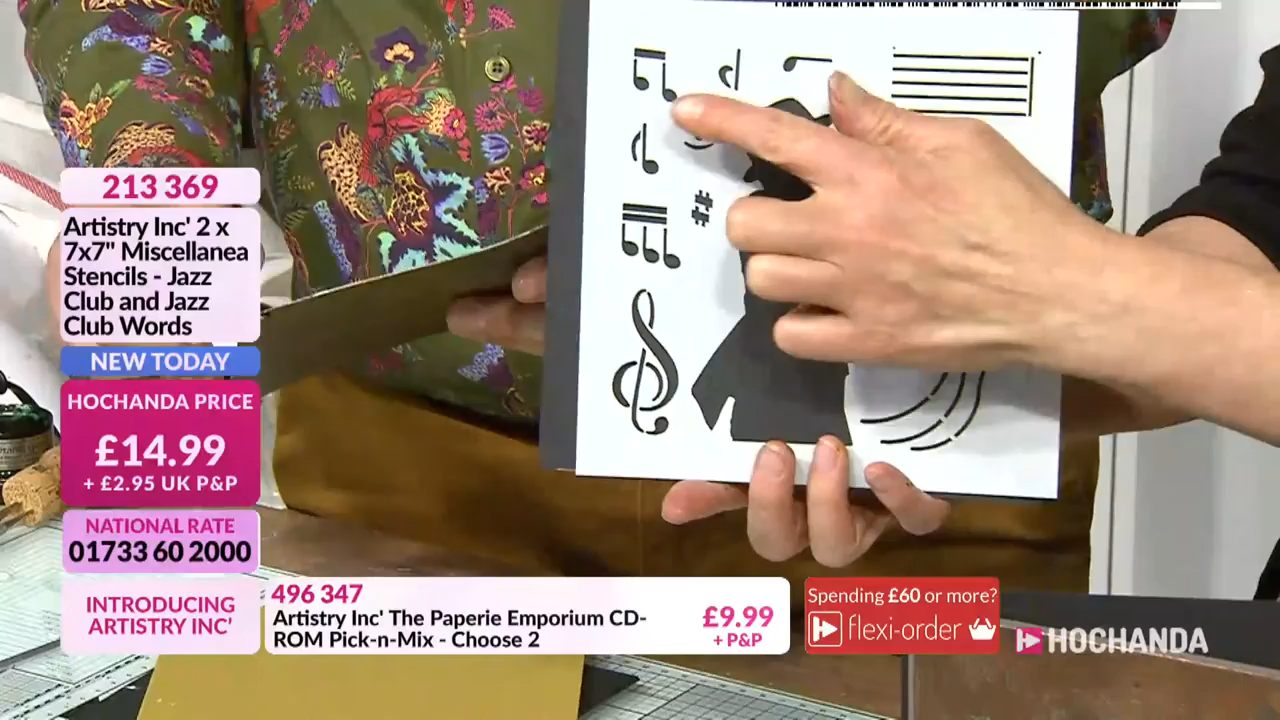 213 369
Artistry Inc' 2 x
7x7" Miscellanea
Stencils - Jazz
Club and Jazz
Club Words
NEW TODAY
HOCHANDA PRICE
£14.99
+ £2.95 UK P&P
NATIONAL RATE
01733 60 2000
INTRODUCING
ARTISTRY INC'
496 347
Artistry Inc' The Paperie Emporium CD-
ROM Pick-n-Mix - Choose 2
£9.99
+ P&P
Spending £60 or more?
flexi-order
HOCHANDA